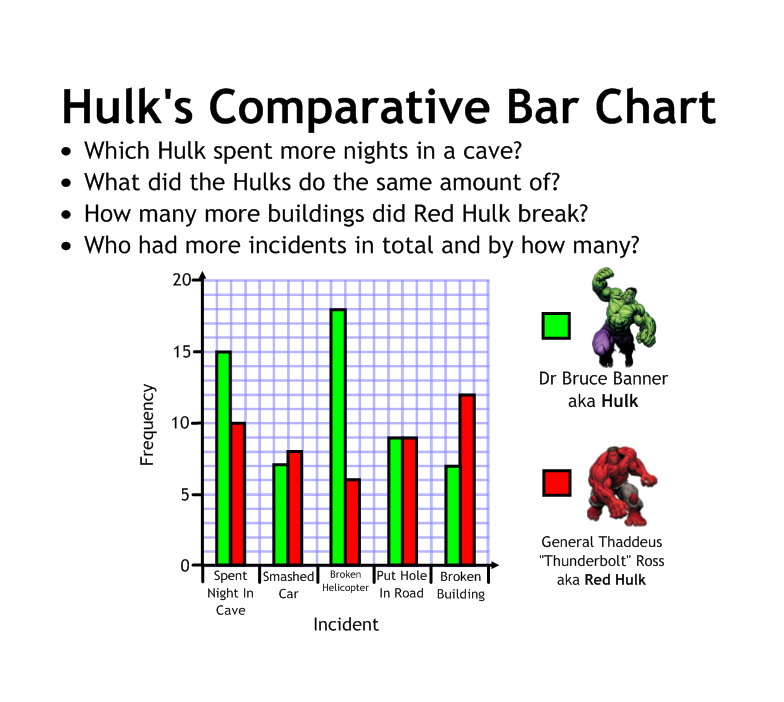 Hulk's Comparative Bar Chart
• Which Hulk spent more nights in a cave?
• What did the Hulks do the same amount of?
• How many more buildings did Red Hulk break?
• Who had more incidents in total and by how many?
20
15
10
5
0
Frequency
Spent
Night In
Cave
Smashed
Car
Broken
Helicopter
Put Hole
In Road
Broken
Building
Incident
Dr Bruce Banner
aka Hulk
General Thaddeus
"Thunderbolt" Ross
aka Red Hulk